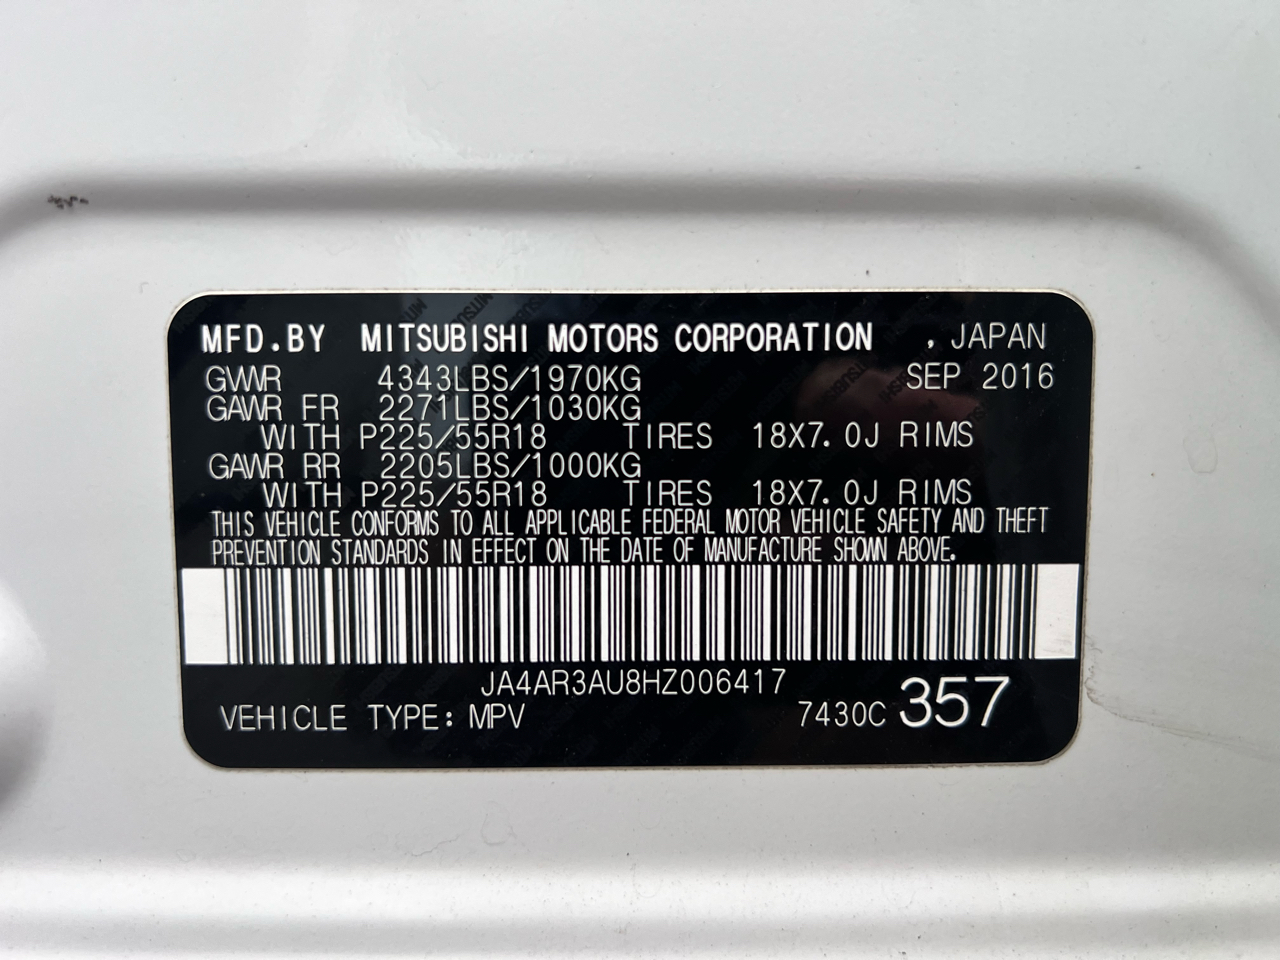 MFD.BY MITSUBISHI MOTORS CORPORATION , JAPAN
GVWR 4343LBS/1970KG SEP 2016
GAWR FR 2271LBS/1030KG
WITH P225/55R18 TIRES 18X7.0J RIMS
GAWR RR 2205LBS/1000KG
WITH P225/55R18 TIRES 18X7.0J RIMS
THIS VEHICLE CONFORMS TO ALL APPLICABLE FEDERAL MOTOR VEHICLE SAFETY AND THEFT
PREVENTION STANDARDS IN EFFECT ON THE DATE OF MANUFACTURE SHOWN ABOVE.
JA4AR3AU8HZ006417
VEHICLE TYPE: MPV 7430C 357